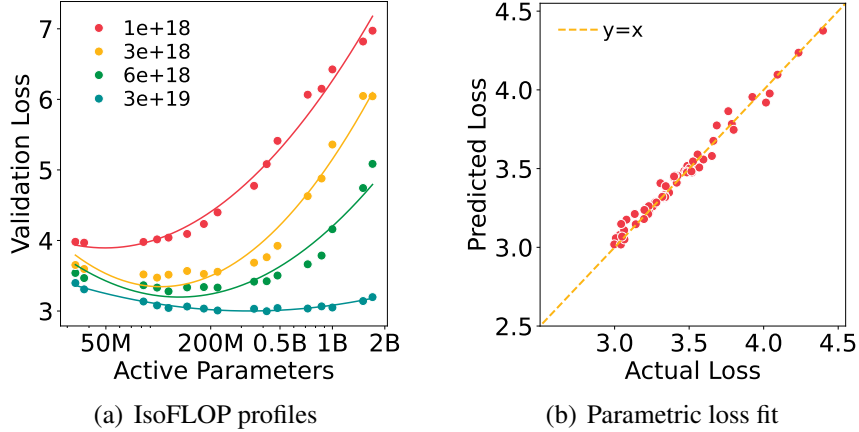 7
6
5
4
3
Validation Loss
1e+18
3e+18
6e+18
3e+19
50M 200M 0.5B 1B 2B
Active Parameters
(a) IsoFLOP profiles
4.5
4.0
3.5
3.0
2.5
Predicted Loss
y=x
3.0 3.5 4.0 4.5
Actual Loss
(b) Parametric loss fit